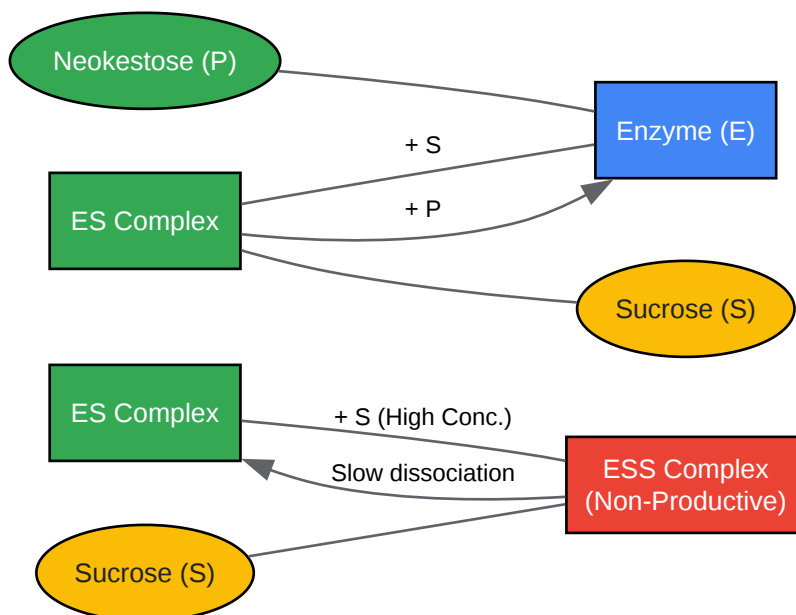 Neokestose (P)
Enzyme (E)
+ S
ES Complex
+ P
Sucrose (S)
ES Complex
+ S (High Conc.)
Slow dissociation
ESS Complex
(Non-Productive)
Sucrose (S)